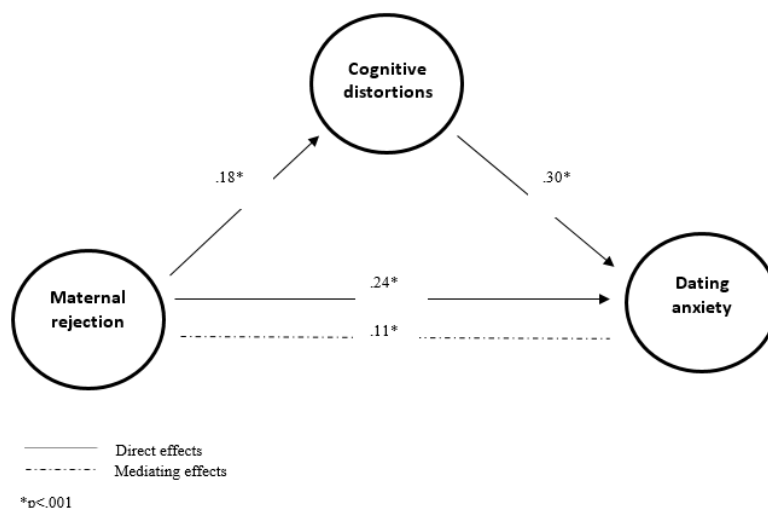 Cognitive
distortions
.18*
.30*
Maternal
rejection
.24*
.11*
Dating
anxiety
Direct effects
Mediating effects
*p<.001